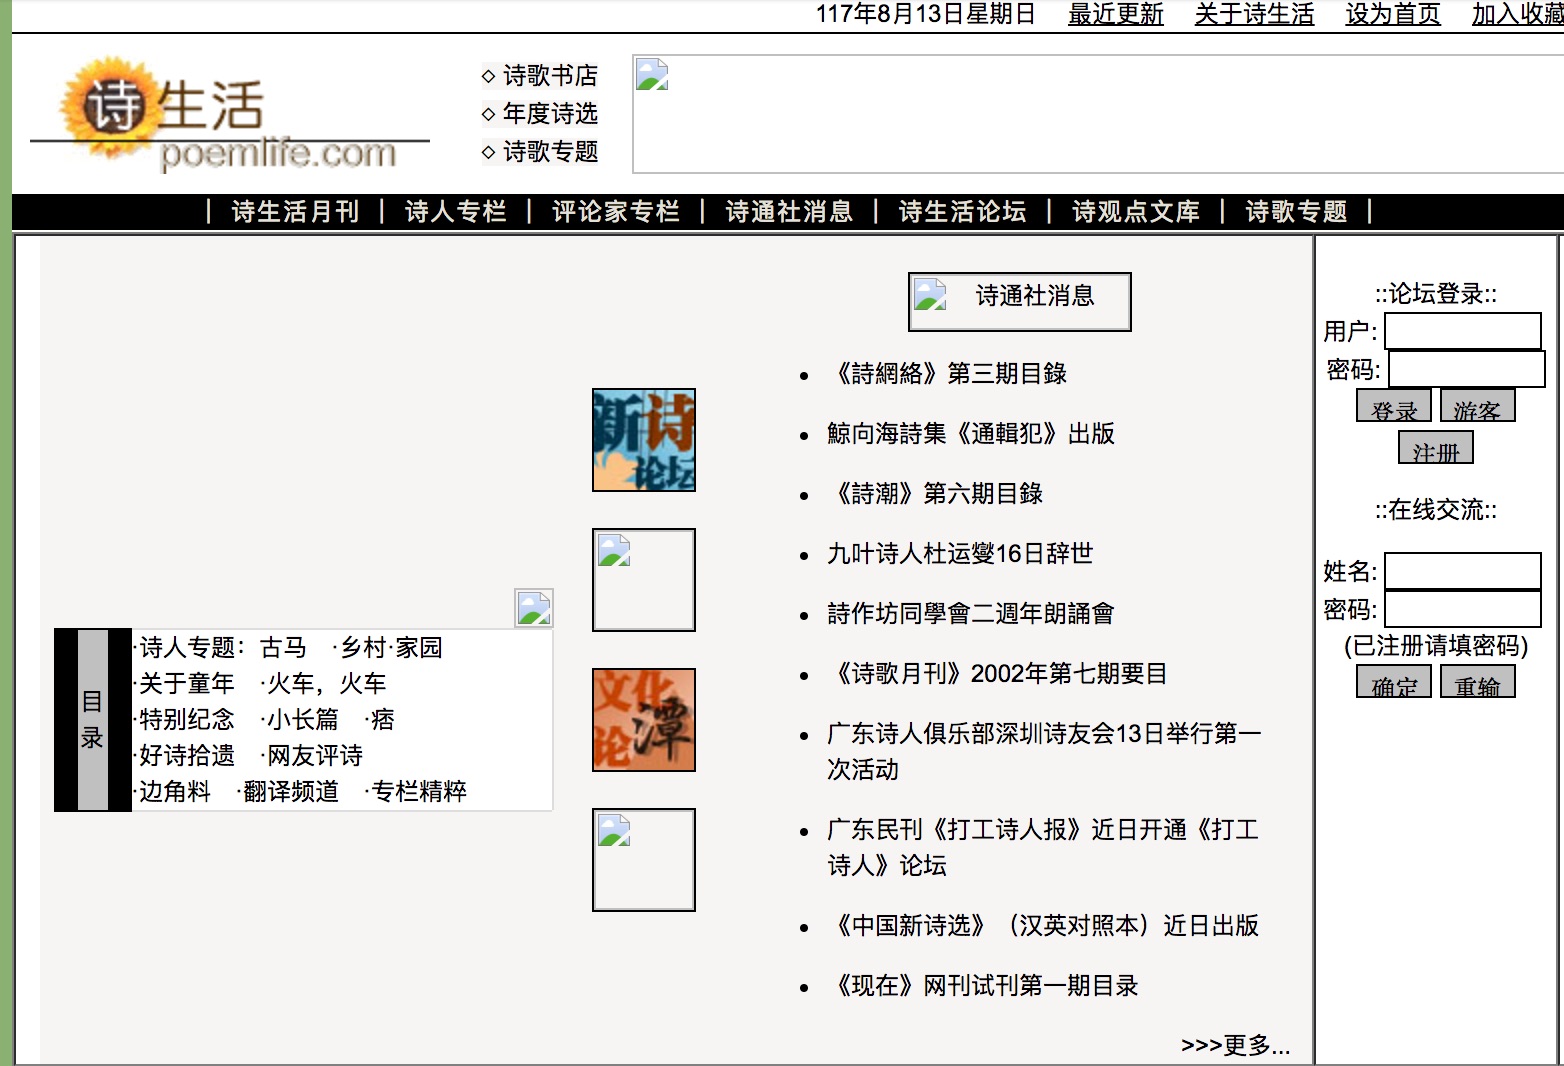 117年8月13日星期日 最近更新 关于诗生活 设为首页 加入收藏
诗生活
poemlife.com
◇ 诗歌书店
◇ 年度诗选
◇ 诗歌专题
| 诗生活月刊 | 诗人专栏 | 评论家专栏 | 诗通社消息 | 诗生活论坛 | 诗观点文库 | 诗歌专题 |
目录
·诗人专题：古马 ·乡村·家园
·关于童年 ·火车，火车
·特别纪念 ·小长篇 ·痞
·好诗拾遗 ·网友评诗
·边角料 ·翻译频道 ·专栏精粹
新诗
论坛
文化
论潭
诗通社消息
《詩網絡》第三期目錄
鯨向海詩集《通輯犯》出版
《詩潮》第六期目錄
九叶诗人杜运燮16日辞世
詩作坊同學會二週年朗誦會
《诗歌月刊》2002年第七期要目
广东诗人俱乐部深圳诗友会13日举行第一
次活动
广东民刊《打工诗人报》近日开通《打工
诗人》论坛
《中国新诗选》（汉英对照本）近日出版
《现在》网刊试刊第一期目录
>>>更多...
::论坛登录::
用户:
密码:
登录 游客
注册
::在线交流::
姓名:
密码:
(已注册请填密码)
确定 重输